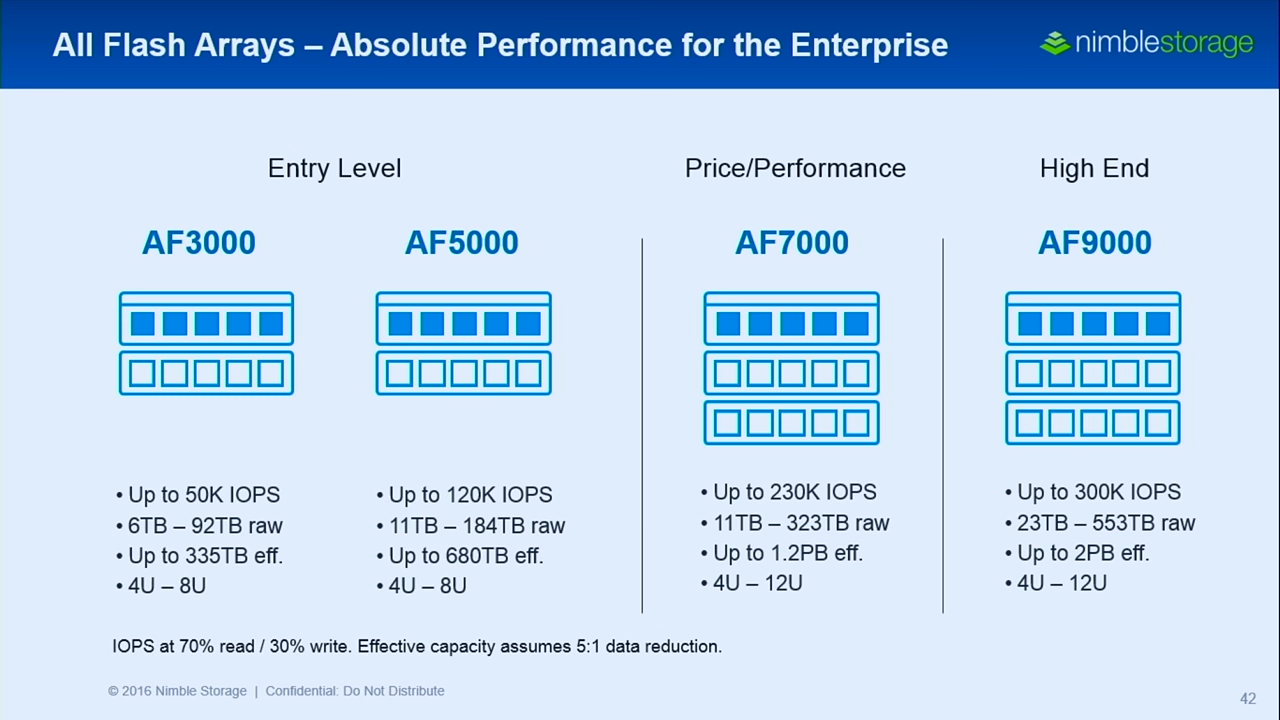 All Flash Arrays – Absolute Performance for the Enterprise
nimblestorage
Entry Level
Price/Performance
High End
AF3000
AF5000
AF7000
AF9000
• Up to 50K IOPS
• 6TB – 92TB raw
• Up to 335TB eff.
• 4U – 8U
• Up to 120K IOPS
• 11TB – 184TB raw
• Up to 680TB eff.
• 4U – 8U
• Up to 230K IOPS
• 11TB – 323TB raw
• Up to 1.2PB eff.
• 4U – 12U
• Up to 300K IOPS
• 23TB – 553TB raw
• Up to 2PB eff.
• 4U – 12U
IOPS at 70% read / 30% write. Effective capacity assumes 5:1 data reduction.
© 2016 Nimble Storage | Confidential: Do Not Distribute
42